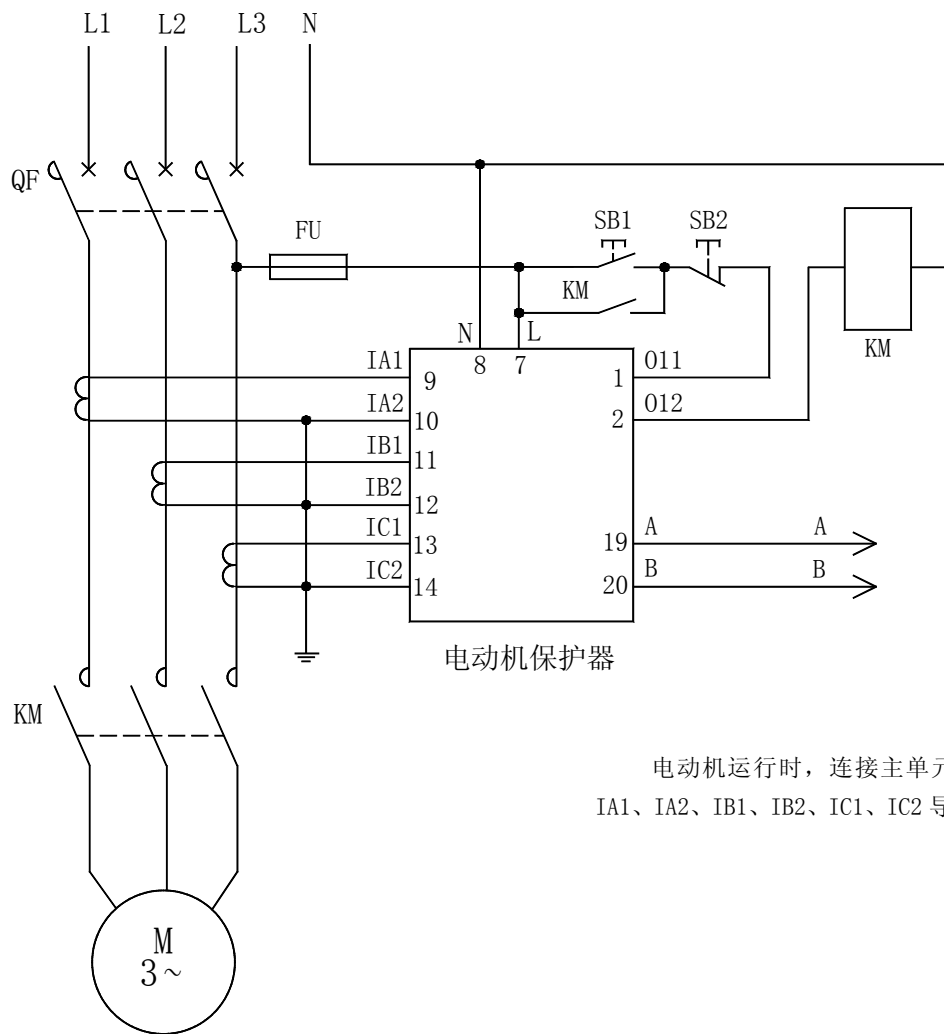 L1 L2 L3 N
QF
FU
SB1 SB2
KM
KM
N L
8 7
IA1 9
IA2 10
IB1 11
IB2 12
IC1 13
IC2 14
1 O11
2 O12
19 A A
20 B B
电动机保护器
KM
电动机运行时，连接主单元
IA1、IA2、IB1、IB2、IC1、IC2 导
M
3~